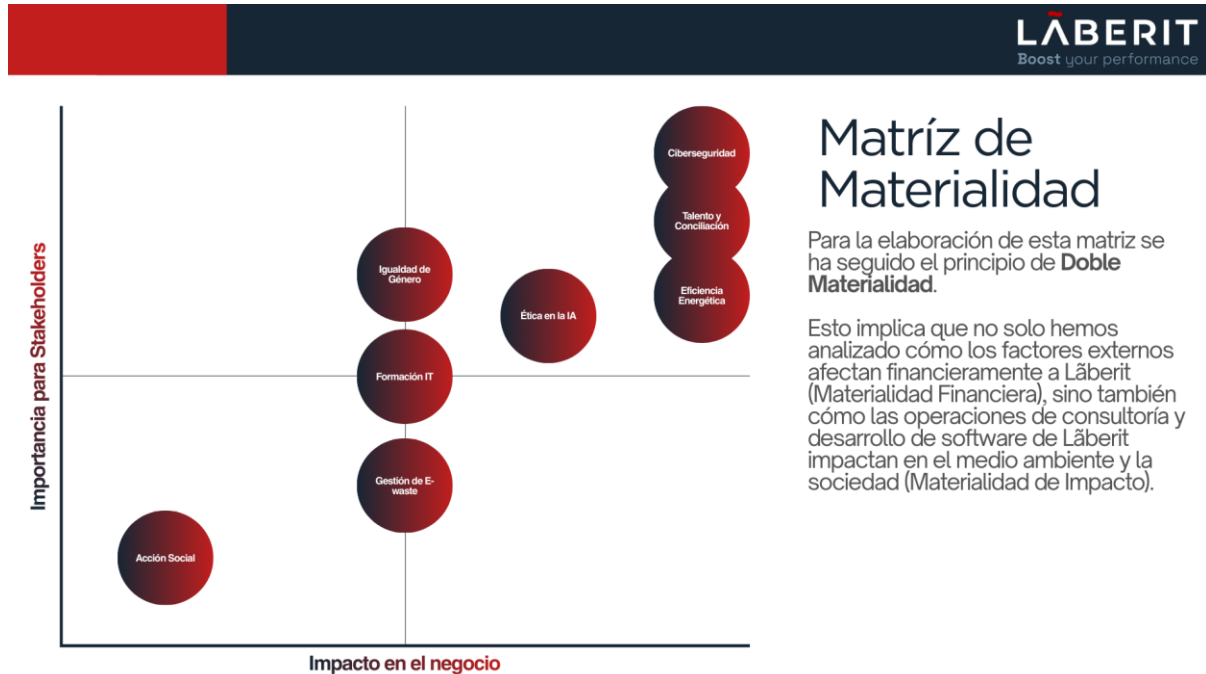 LÃBERIT
Boost your performance
Matríz de
Materialidad
Para la elaboración de esta matriz se
ha seguido el principio de Doble
Materialidad.
Esto implica que no solo hemos
analizado cómo los factores externos
afectan financieramente a Lãberit
(Materialidad Financiera), sino también
cómo las operaciones de consultoría y
desarrollo de software de Lãberit
impactan en el medio ambiente y la
sociedad (Materialidad de Impacto).
Importancia para Stakeholders
Ciberseguridad
Talento y
Conciliación
Igualdad de
Género
Eficiencia
Energética
Ética en la IA
Formación IT
Gestión de E-
waste
Acción Social
Impacto en el negocio